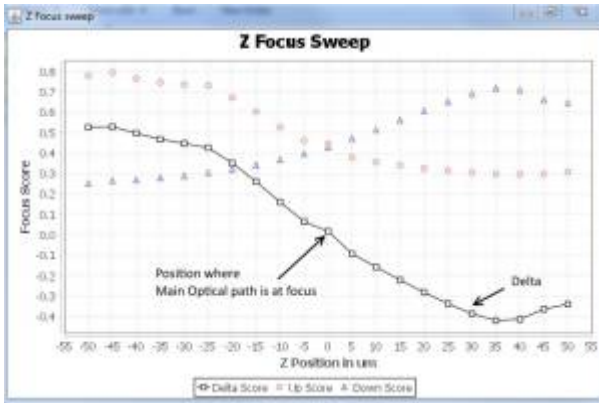 Z Focus sweep
Z Focus Sweep
0.8
0.7
0.6
0.5
0.4
0.3
0.2
0.1
0.0
-0.1
-0.2
-0.3
-0.4
Focus Score
Position where
Main Optical path is at focus
Delta
-55 -50 -45 -40 -35 -30 -25 -20 -15 -10 -5 0 5 10 15 20 25 30 35 40 45 50 55
Z Position in um
Delta Score Up Score Down Score